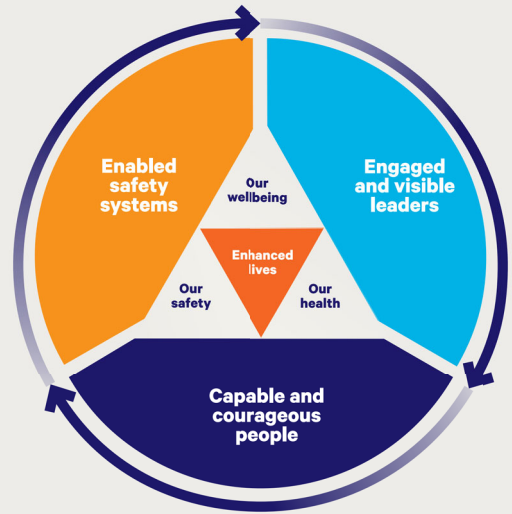 Enabled
safety
systems
Engaged
and visible
leaders
Our
wellbeing
Enhanced
lives
Our
safety
Our
health
Capable and
courageous
people